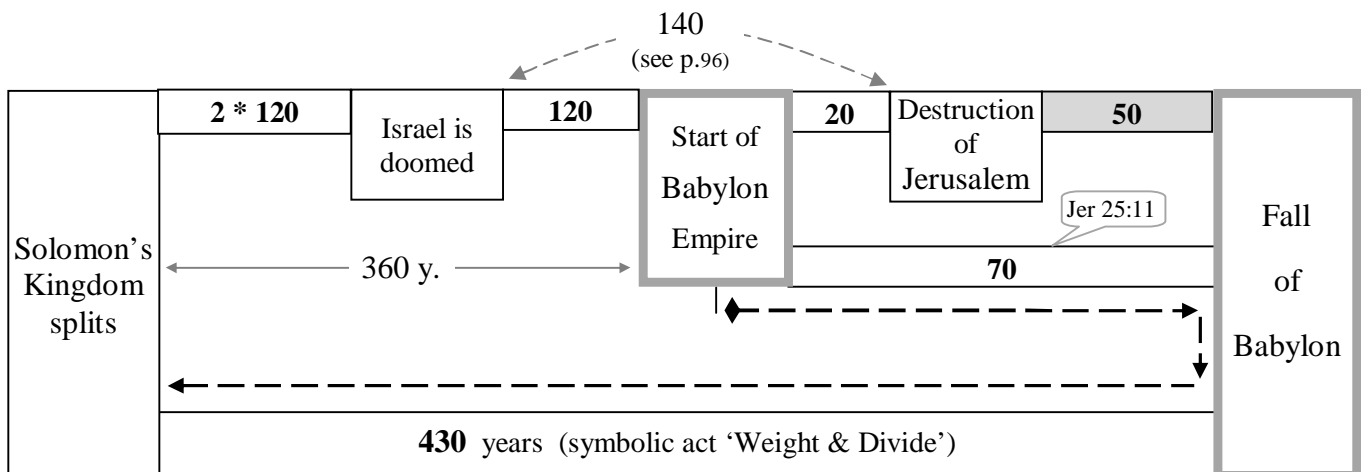 140
(see p.96)
2 * 120
Israel is
doomed
120
Start of
Babylon
Empire
20
Destruction
of
Jerusalem
50
Jer 25:11
Solomon’s
Kingdom
splits
360 y.
70
Fall
of
Babylon
430 years (symbolic act ‘Weight & Divide’)